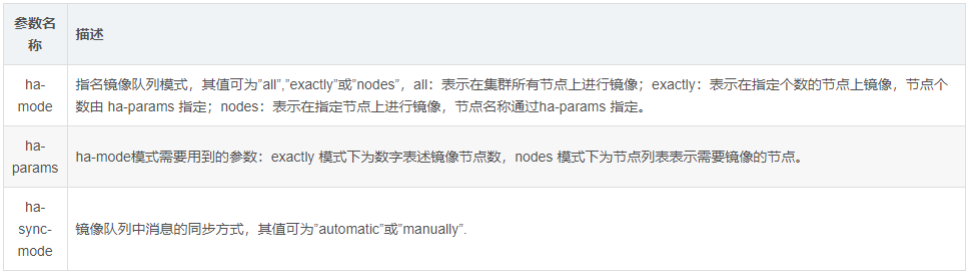 参数名
称
描述
ha-
mode
指名镜像队列模式，其值可为”all”,”exactly”或”nodes”，all：表示在集群所有节点上进行镜像；exactly：表示在指定个数的节点上镜像，节点个
数由 ha-params 指定；nodes：表示在指定节点上进行镜像，节点名称通过ha-params 指定。
ha-
params
ha-mode模式需要用到的参数：exactly 模式下为数字表述镜像节点数，nodes 模式下为节点列表表示需要镜像的节点。
ha-
sync-
mode
镜像队列中消息的同步方式，其值可为”automatic”或”manually”.